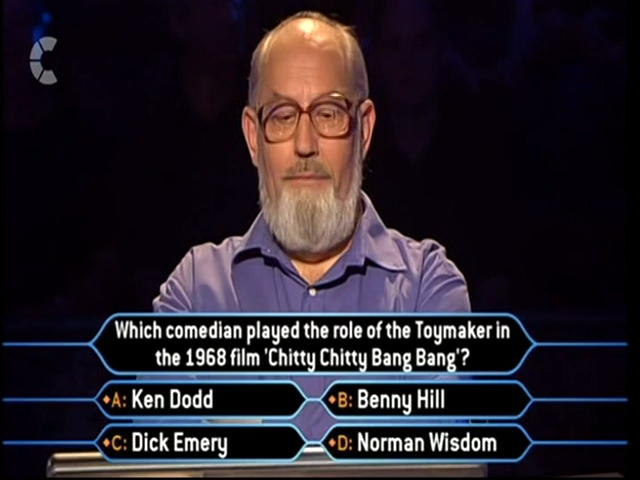 Which comedian played the role of the Toymaker in
the 1968 film 'Chitty Chitty Bang Bang'?
A: Ken Dodd
B: Benny Hill
C: Dick Emery
D: Norman Wisdom